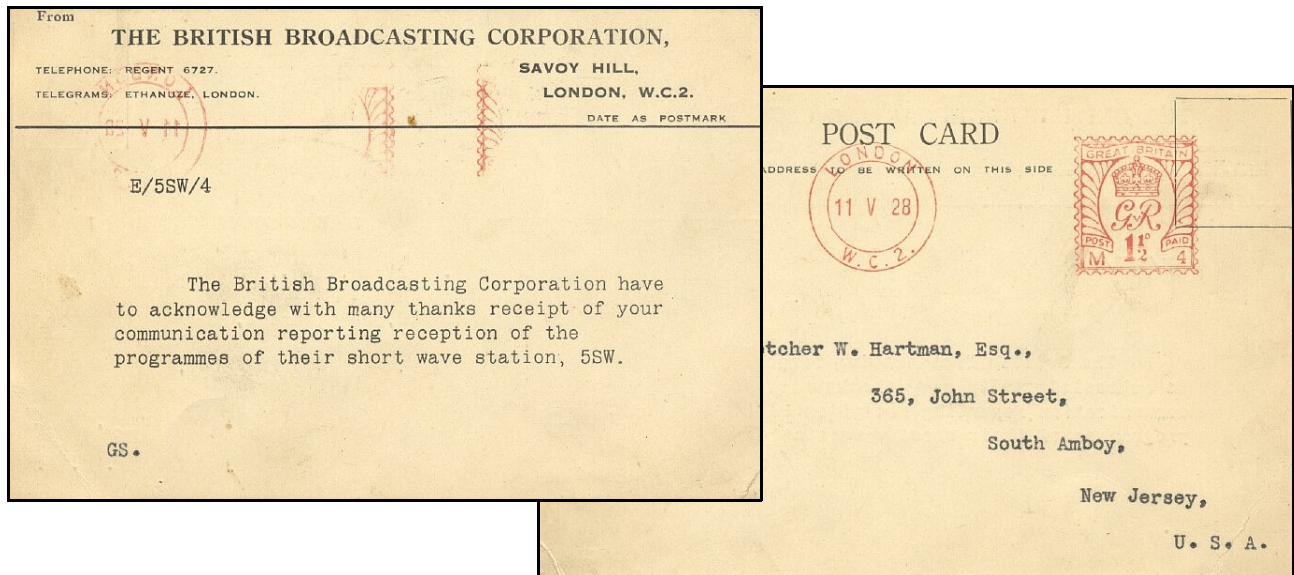 From
THE BRITISH BROADCASTING CORPORATION,
TELEPHONE: REGENT 6727.
TELEGRAMS: ETHANUZE, LONDON.
SAVOY HILL,
LONDON, W.C.2.
DATE AS POSTMARK
E/5SW/4
The British Broadcasting Corporation have
to acknowledge with many thanks receipt of your
communication reporting reception of the
programmes of their short wave station, 5SW.
GS.
POST CARD
ADDRESS TO BE WRITTEN ON THIS SIDE
LONDON
11 V 28
W.C.2.
GREAT BRITAIN
G V R
POST PAID
1½D
M 4
tcher W. Hartman, Esq.,
365, John Street,
South Amboy,
New Jersey,
U. S. A.